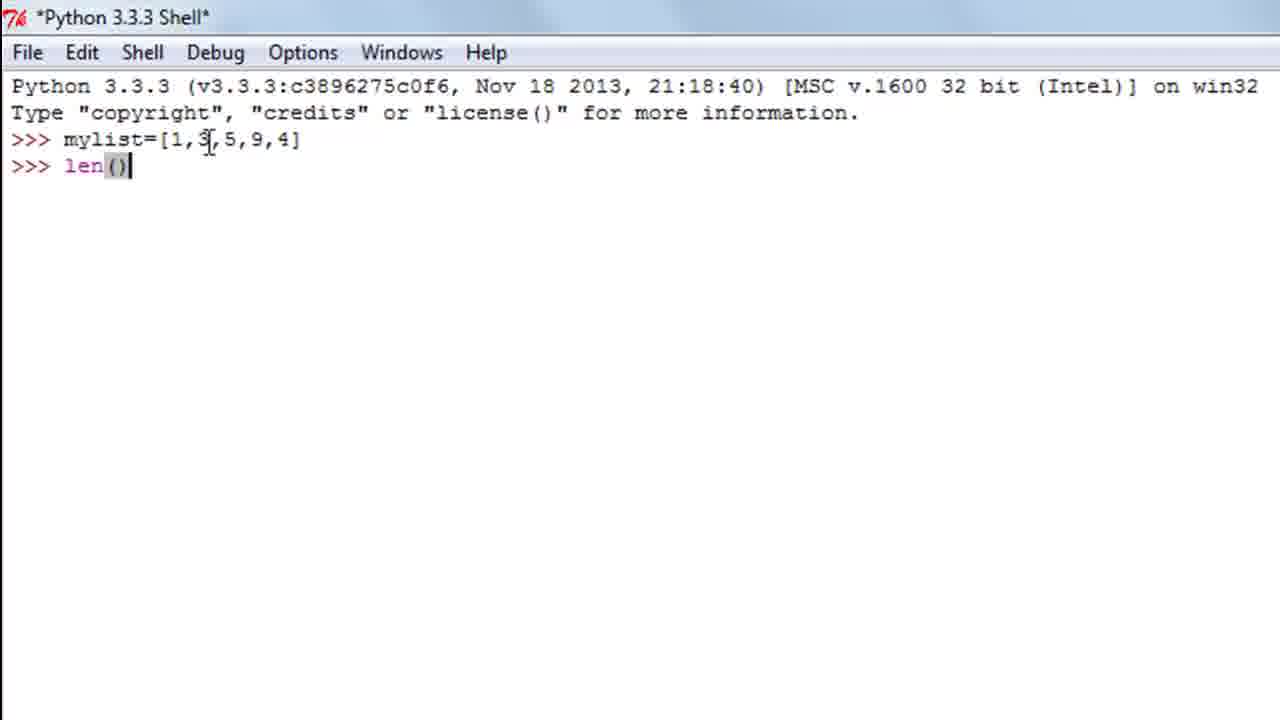 *Python 3.3.3 Shell*
File Edit Shell Debug Options Windows Help
Python 3.3.3 (v3.3.3:c3896275c0f6, Nov 18 2013, 21:18:40) [MSC v.1600 32 bit (Intel)] on win32
Type "copyright", "credits" or "license()" for more information.
>>> mylist=[1,3,5,9,4]
>>> len()